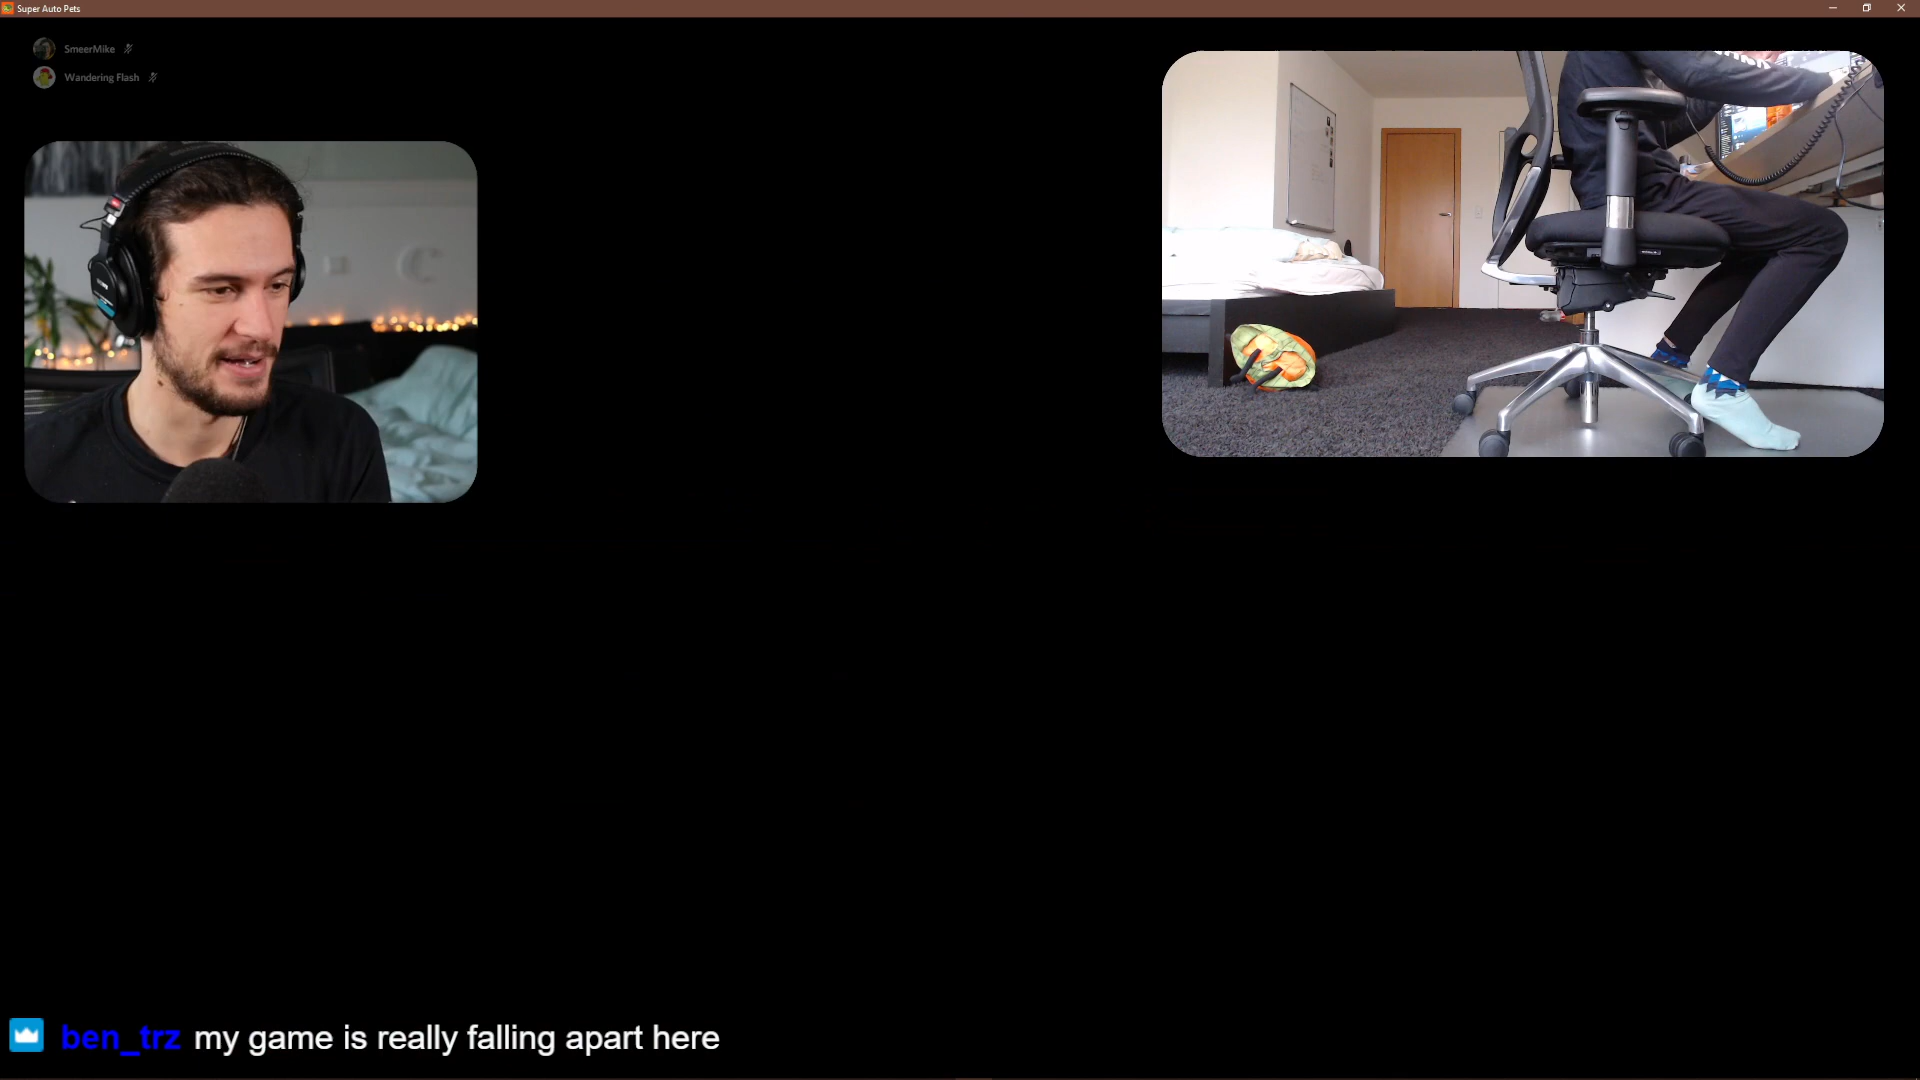 Super Auto Pets
SmeerMike
Wandering Flash
ben_trz my game is really falling apart here